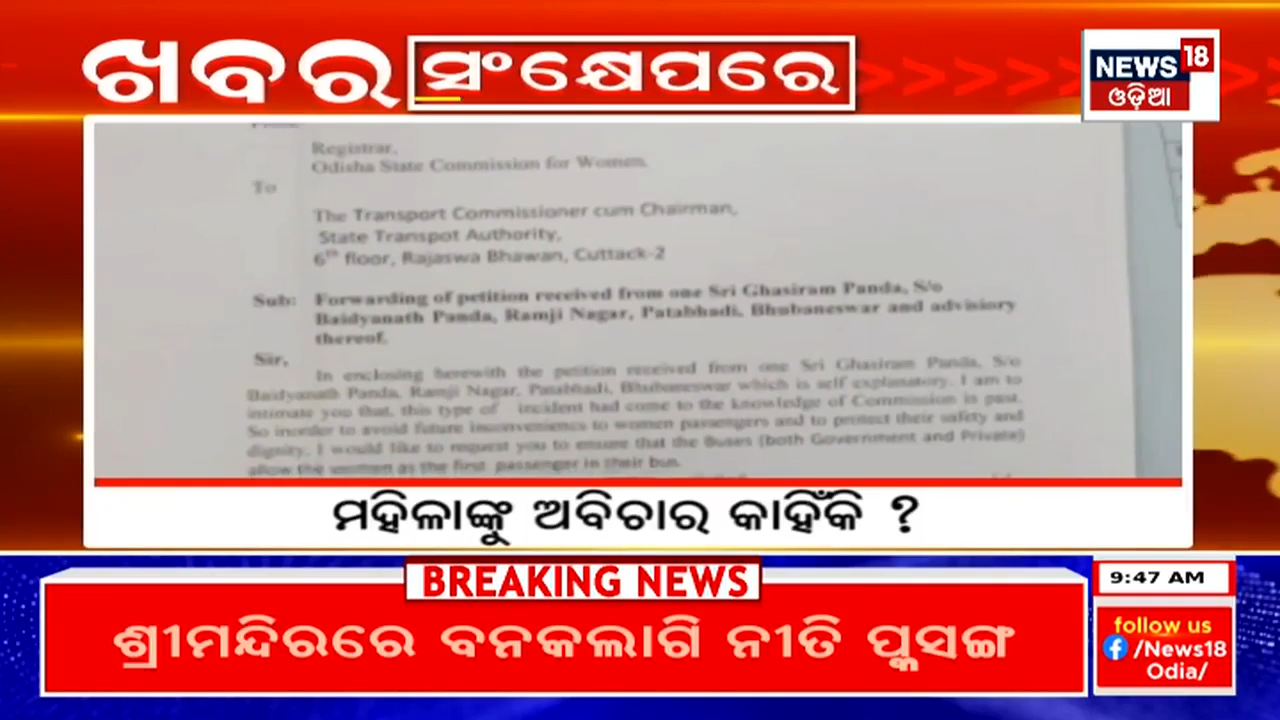 ଖବର ସଂକ୍ଷେପରେ
NEWS 18
ଓଡ଼ିଆ
Registrar,
Odisha State Commission for Women.
To
The Transport Commissioner cum Chairman,
State Transpot Authority,
6th floor, Rajaswa Bhawan, Cuttack-2
Sub: Forwarding of petition received from one Sri Ghasiram Panda, S/o
Baidyanath Panda, Ramji Nagar, Patabhadi, Bhubaneswar and advisiory
thereof.
Sir,
In enclosing herewith the petition received from one Sri Ghasiram Panda, S/o
Baidyanath Panda, Ramji Nagar, Patabhadi, Bhubaneswar which is self explanatory. I am to
intimate you that, this type of incident had come to the knowledge of Commission is past.
So inorder to avoid future inconvenience to women passengers and to protect their safety and
dignity, I would like so request you to ensure that the Buses (both Government and Private)
allow the women as the first passenger in their bus.
ମହିଳାଙ୍କୁ ଅବିଚାର କାହିଁକି ?
BREAKING NEWS
ଶ୍ରୀମନ୍ଦିରରେ ବନକଲାଗି ନୀତି ପ୍ରସଙ୍ଗ
9:47 AM
follow us
/News18
Odia/